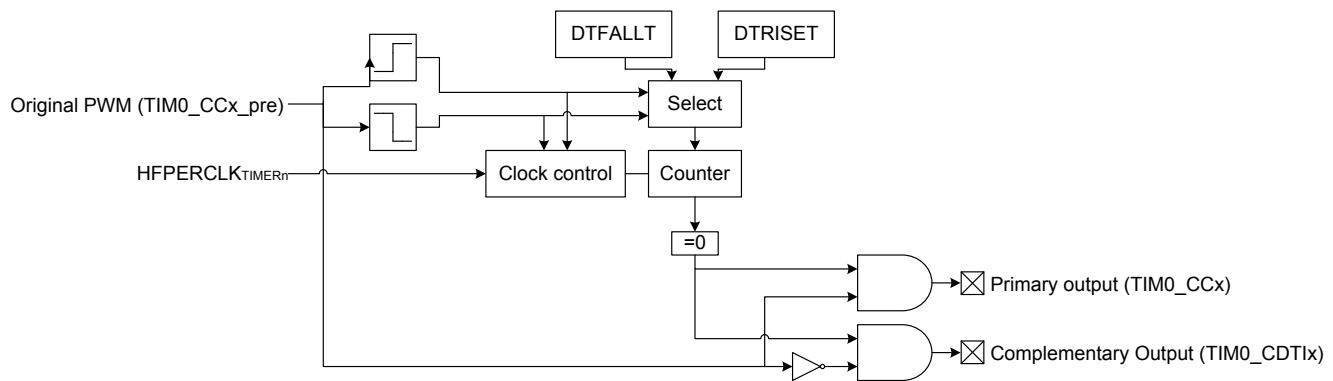 DTFALLT
DTRISET
Original PWM (TIM0_CCx_pre)
Select
HFPERCLKTIMERn
Clock control
Counter
=0
Primary output (TIM0_CCx)
Complementary Output (TIM0_CDTIx)